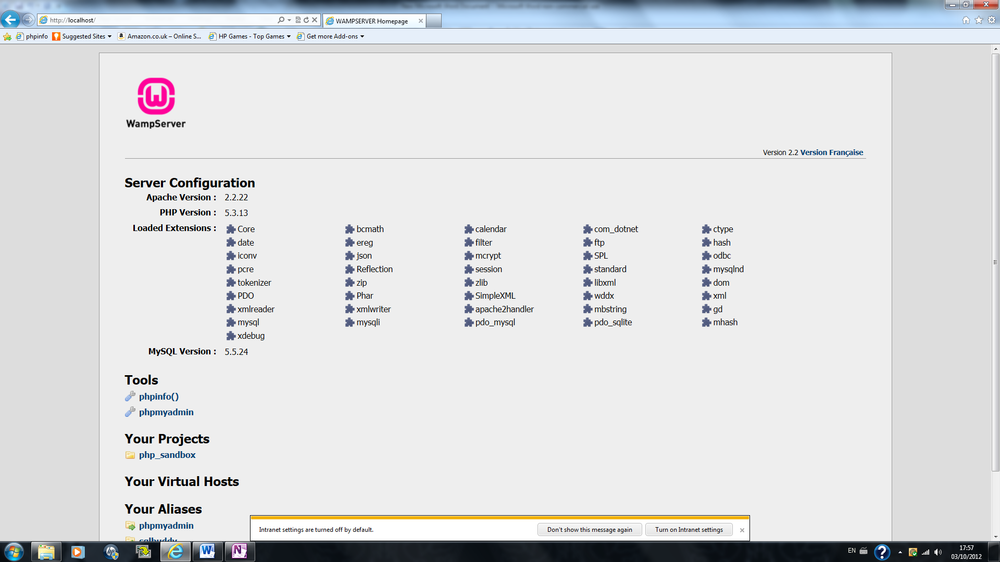 http://localhost/
WAMPSERVER Homepage
phpinfo
Suggested Sites
Amazon.co.uk – Online S...
HP Games - Top Games
Get more Add-ons
WampServer
Version 2.2 Version Française
Server Configuration
Apache Version : 2.2.22
PHP Version : 5.3.13
Loaded Extensions : Core bcmath calendar com_dotnet ctype
date ereg filter ftp hash
iconv json mcrypt SPL odbc
pcre Reflection session standard mysqlnd
tokenizer zip zlib libxml dom
PDO Phar SimpleXML wddx xml
xmlreader xmlwriter apache2handler mbstring gd
mysql mysqli pdo_mysql pdo_sqlite mhash
xdebug
MySQL Version : 5.5.24
Tools
phpinfo()
phpmyadmin
Your Projects
php_sandbox
Your Virtual Hosts
Your Aliases
phpmyadmin
sqlbuddy
Intranet settings are turned off by default.
Don't show this message again
Turn on Intranet settings
EN
17:57
03/10/2012